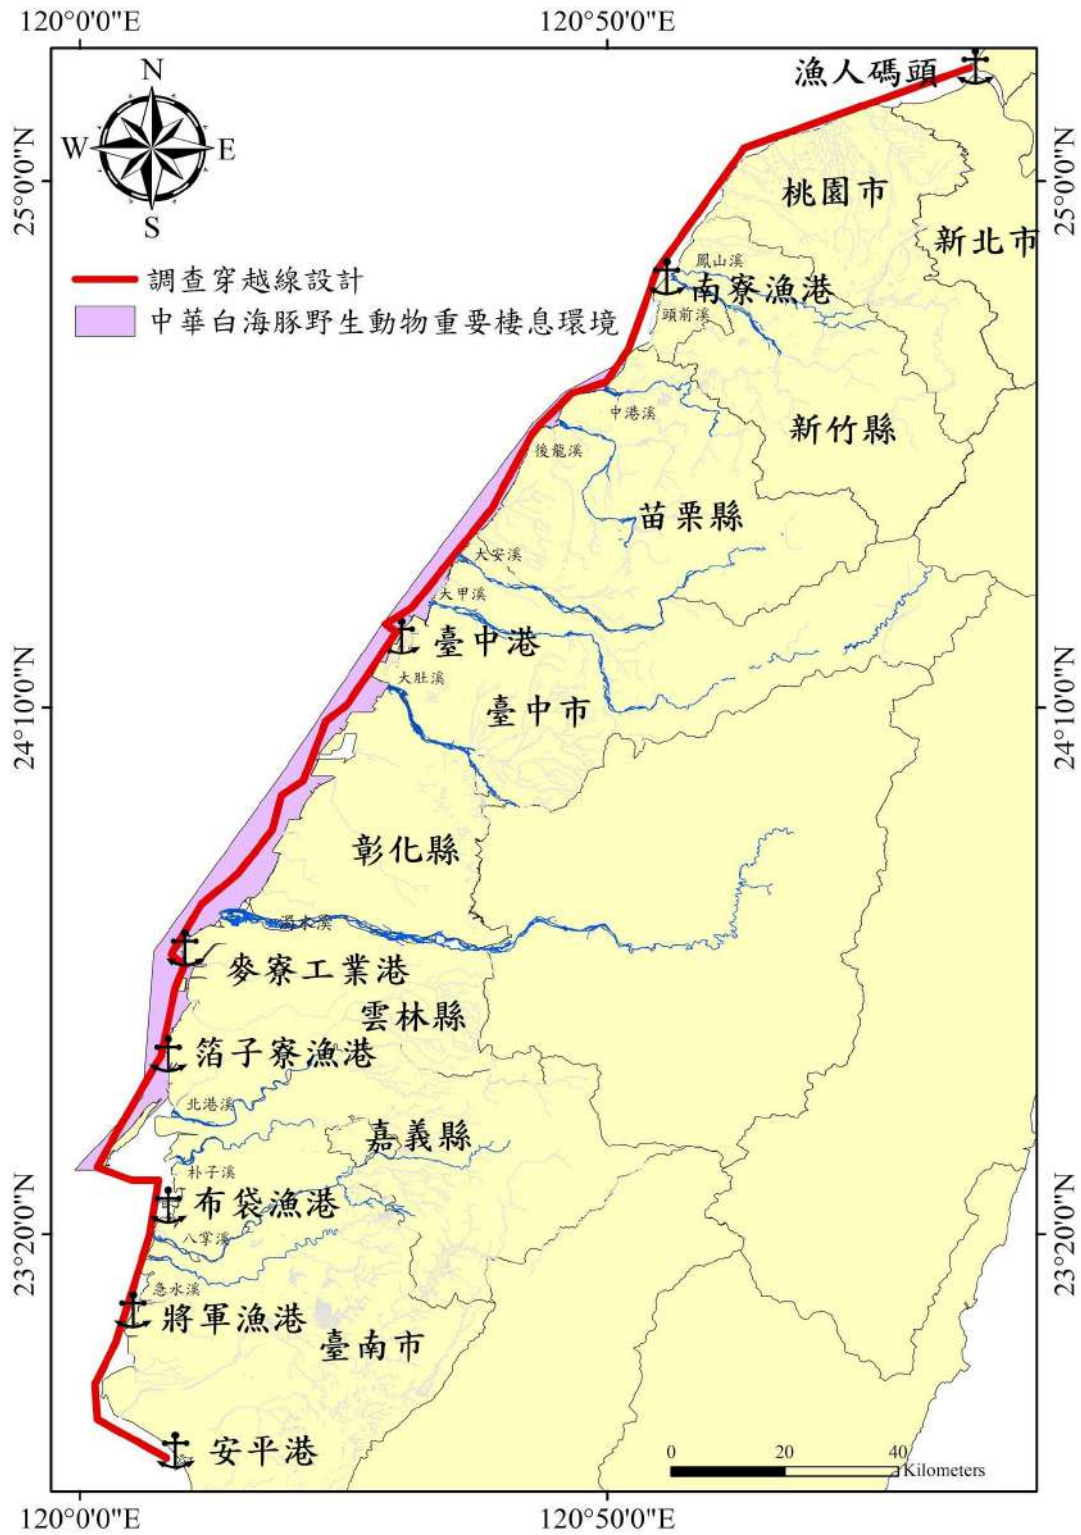 120°0'0"E
120°50'0"E
漁人碼頭
N
W
E
S
25°0'0"N
25°0'0"N
桃園市
新北市
調查穿越線設計
中華白海豚野生動物重要棲息環境
鳳山溪
南寮漁港
頭前溪
中港溪
新竹縣
後龍溪
苗栗縣
大安溪
大甲溪
臺中港
大肚溪
臺中市
24°10'0"N
24°10'0"N
彰化縣
濁水溪
麥寮工業港
雲林縣
箔子寮漁港
北港溪
嘉義縣
朴子溪
布袋漁港
八掌溪
23°20'0"N
23°20'0"N
急水溪
將軍漁港
臺南市
安平港
0
20
40
Kilometers
120°0'0"E
120°50'0"E